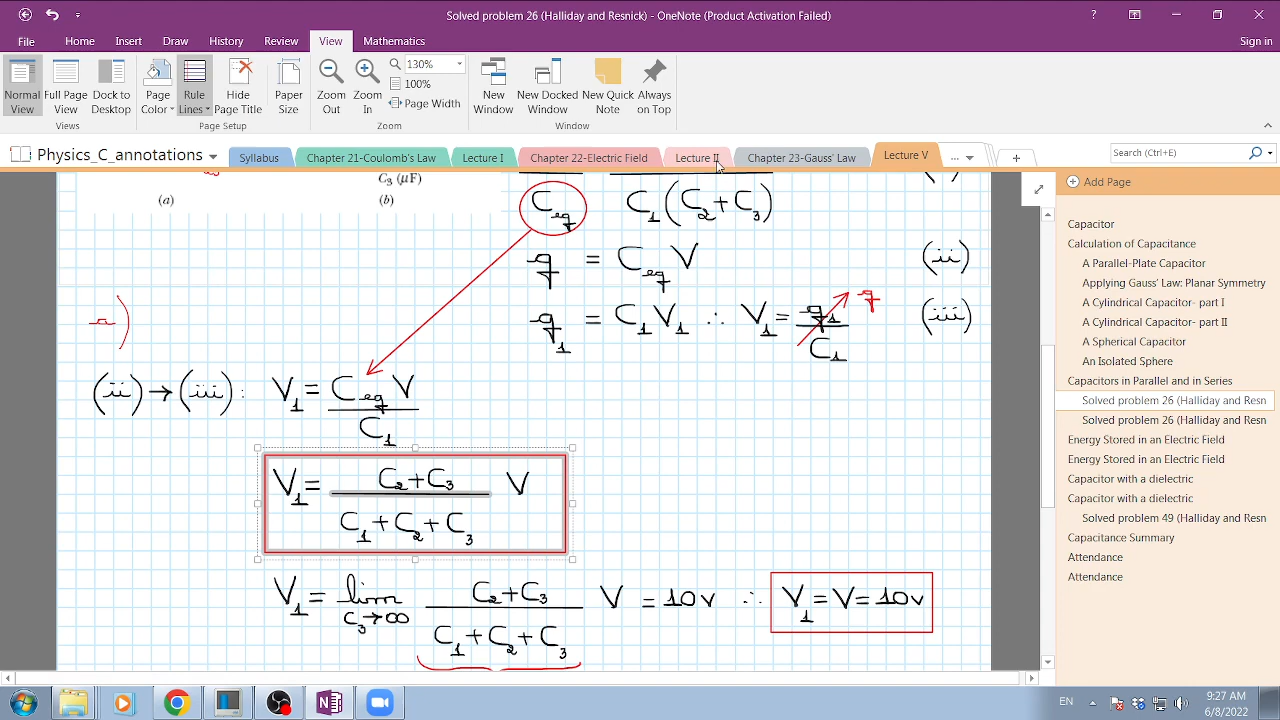 Solved problem 26 (Halliday and Resnick) - OneNote (Product Activation Failed)
File Home Insert Draw History Review View Mathematics Sign in
Normal View Full Page View Dock to Desktop Page Color Rule Lines Hide Page Title Paper Size Zoom Out Zoom In 130% 100% Page Width New Window New Docked Window New Quick Note Always on Top
Views Page Setup Zoom Window
Physics_C_annotations Syllabus Chapter 21-Coulomb's Law Lecture I Chapter 22-Electric Field Lecture II Chapter 23-Gauss' Law Lecture V ... + Search (Ctrl+E)
C₃ (μF)
(a) (b)
C_eq C₁(C₂+C₃)
q = C_eq V (ii)
a) q₁ = C₁V₁ ∴ V₁ = q₁/C₁ q (iii)
(ii) → (iii): V₁ = C_eq V / C₁
V₁ = (C₂+C₃)/(C₁+C₂+C₃) V
V₁ = lim C₃→∞ (C₂+C₃)/(C₁+C₂+C₃) V = 10v ∴ V₁ = V = 10v
Add Page
Capacitor
Calculation of Capacitance
A Parallel-Plate Capacitor
Applying Gauss' Law: Planar Symmetry
A Cylindrical Capacitor- part I
A Cylindrical Capacitor- part II
A Spherical Capacitor
An Isolated Sphere
Capacitors in Parallel and in Series
Solved problem 26 (Halliday and Resn
Solved problem 26 (Halliday and Resn
Energy Stored in an Electric Field
Energy Stored in an Electric Field
Capacitor with a dielectric
Capacitor with a dielectric
Solved problem 49 (Halliday and Resn
Capacitance Summary
Attendance
Attendance
EN 9:27 AM
6/8/2022